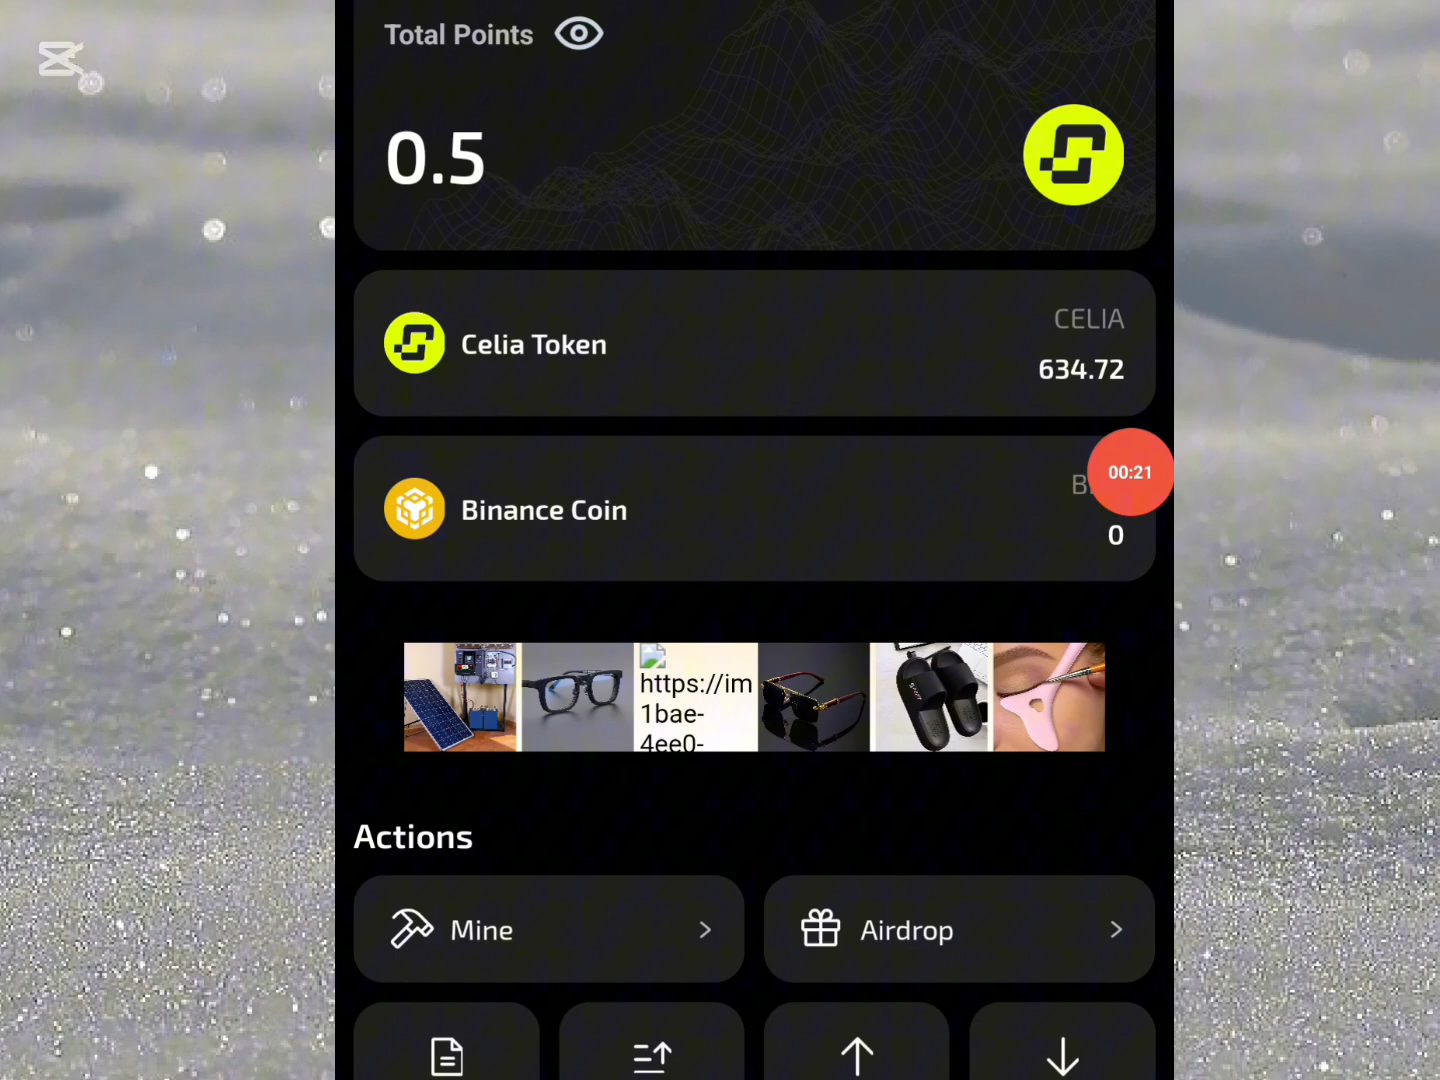 Total Points
0.5
Celia Token
CELIA
634.72
Binance Coin
00:21
0
https://im
1bae-
4ee0-
Actions
Mine
Airdrop